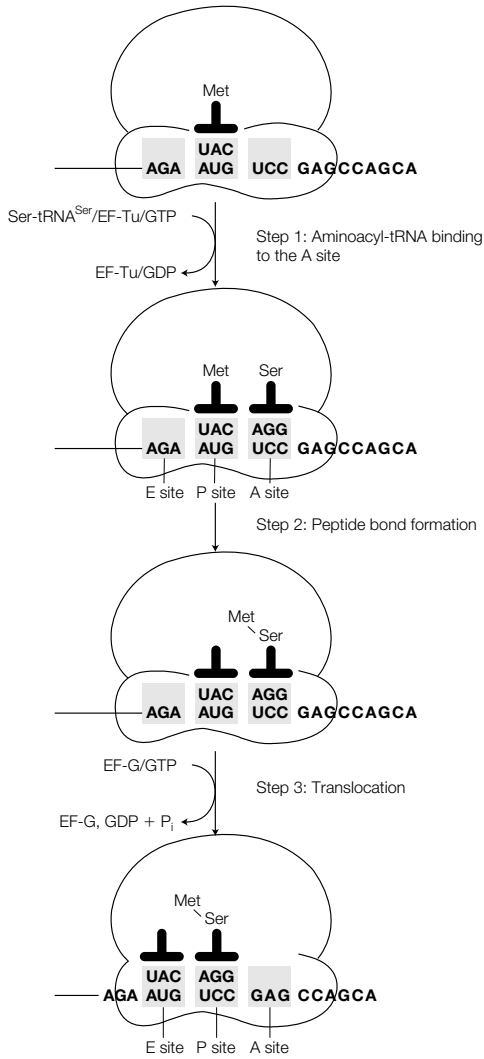 Met
UAC
AGA AUG UCC GAGCCAGCA
Ser-tRNA^Ser/EF-Tu/GTP
Step 1: Aminoacyl-tRNA binding
to the A site
EF-Tu/GDP
Met Ser
UAC AGG
AGA AUG UCC GAGCCAGCA
E site P site A site
Step 2: Peptide bond formation
Met
Ser
UAC AGG
AGA AUG UCC GAGCCAGCA
EF-G/GTP
Step 3: Translocation
EF-G, GDP + Pi
Met
Ser
UAC AGG
AGA AUG UCC GAG CCAGCA
E site P site A site